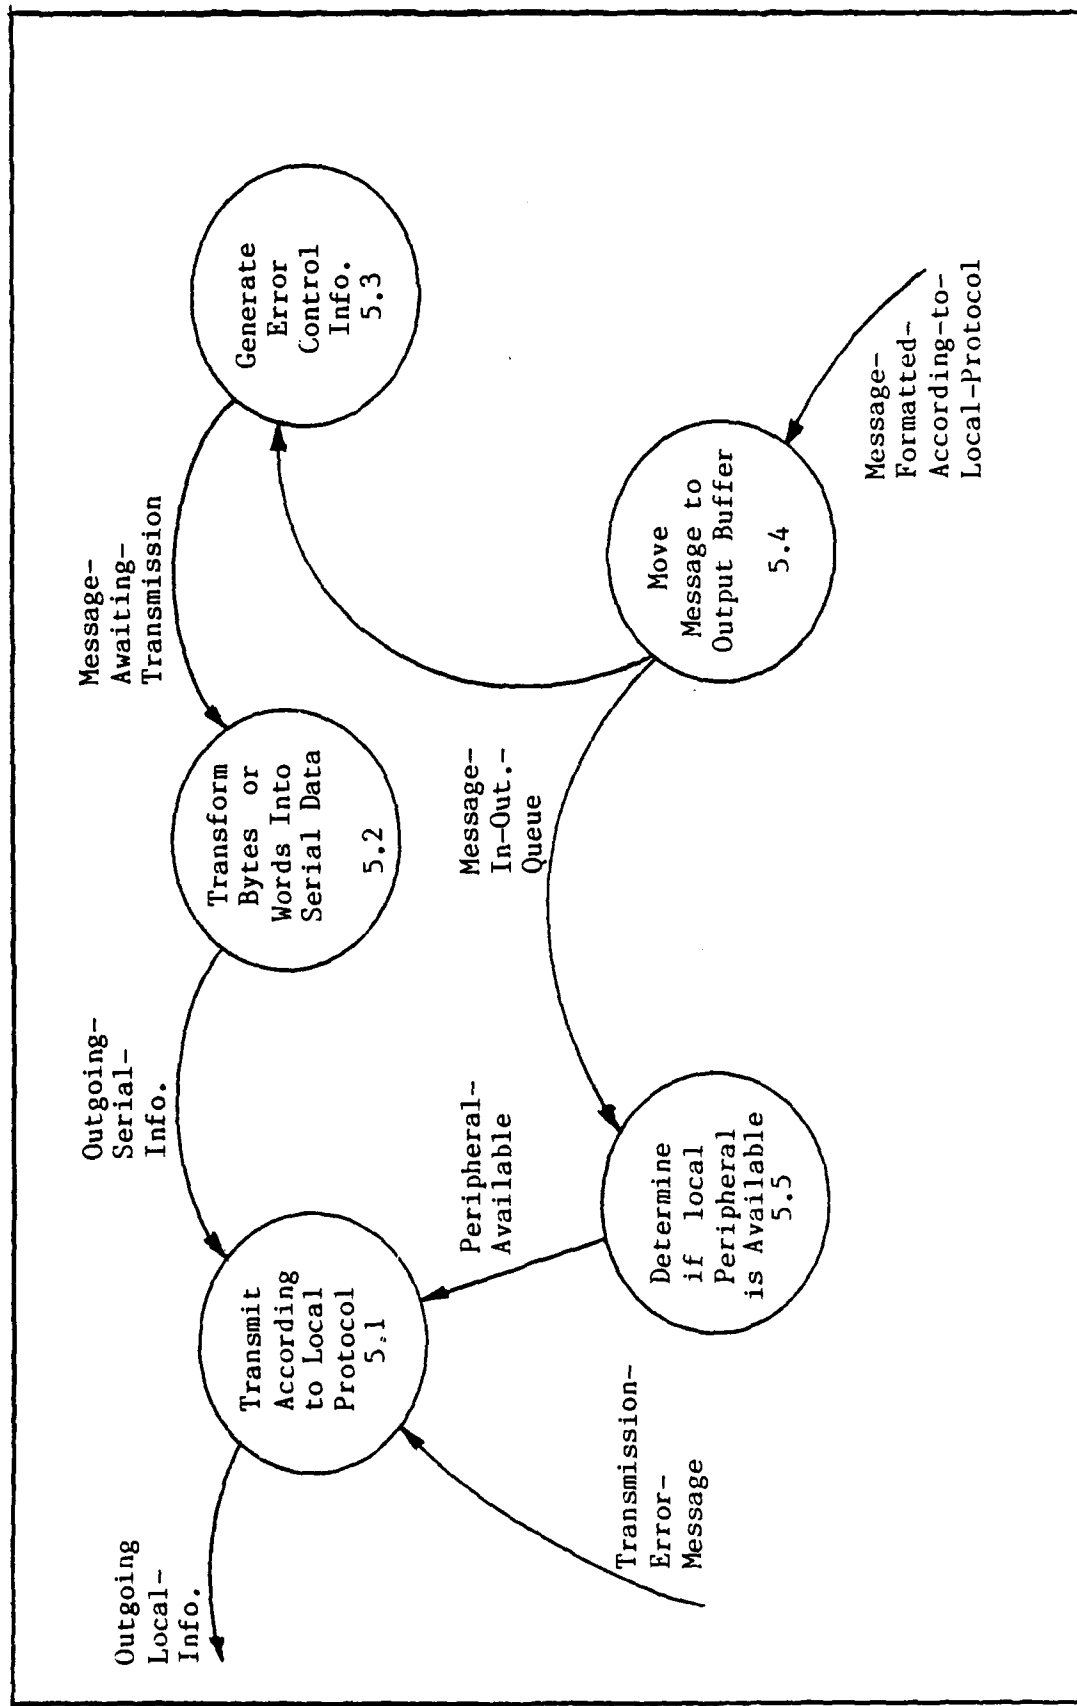 Outgoing
Local-
Info.
Outgoing-
Serial-
Info.
Message-
Awaiting-
Transmission
Transmit
According
to Local
Protocol
5.1
Transform
Bytes or
Words Into
Serial Data
5.2
Generate
Error
Control
Info.
5.3
Peripheral-
Available
Message-
In-Out.-
Queue
Transmission-
Error-
Message
Determine
if local
Peripheral
is Available
5.5
Move
Message to
Output Buffer
5.4
Message-
Formatted-
According-to-
Local-Protocol